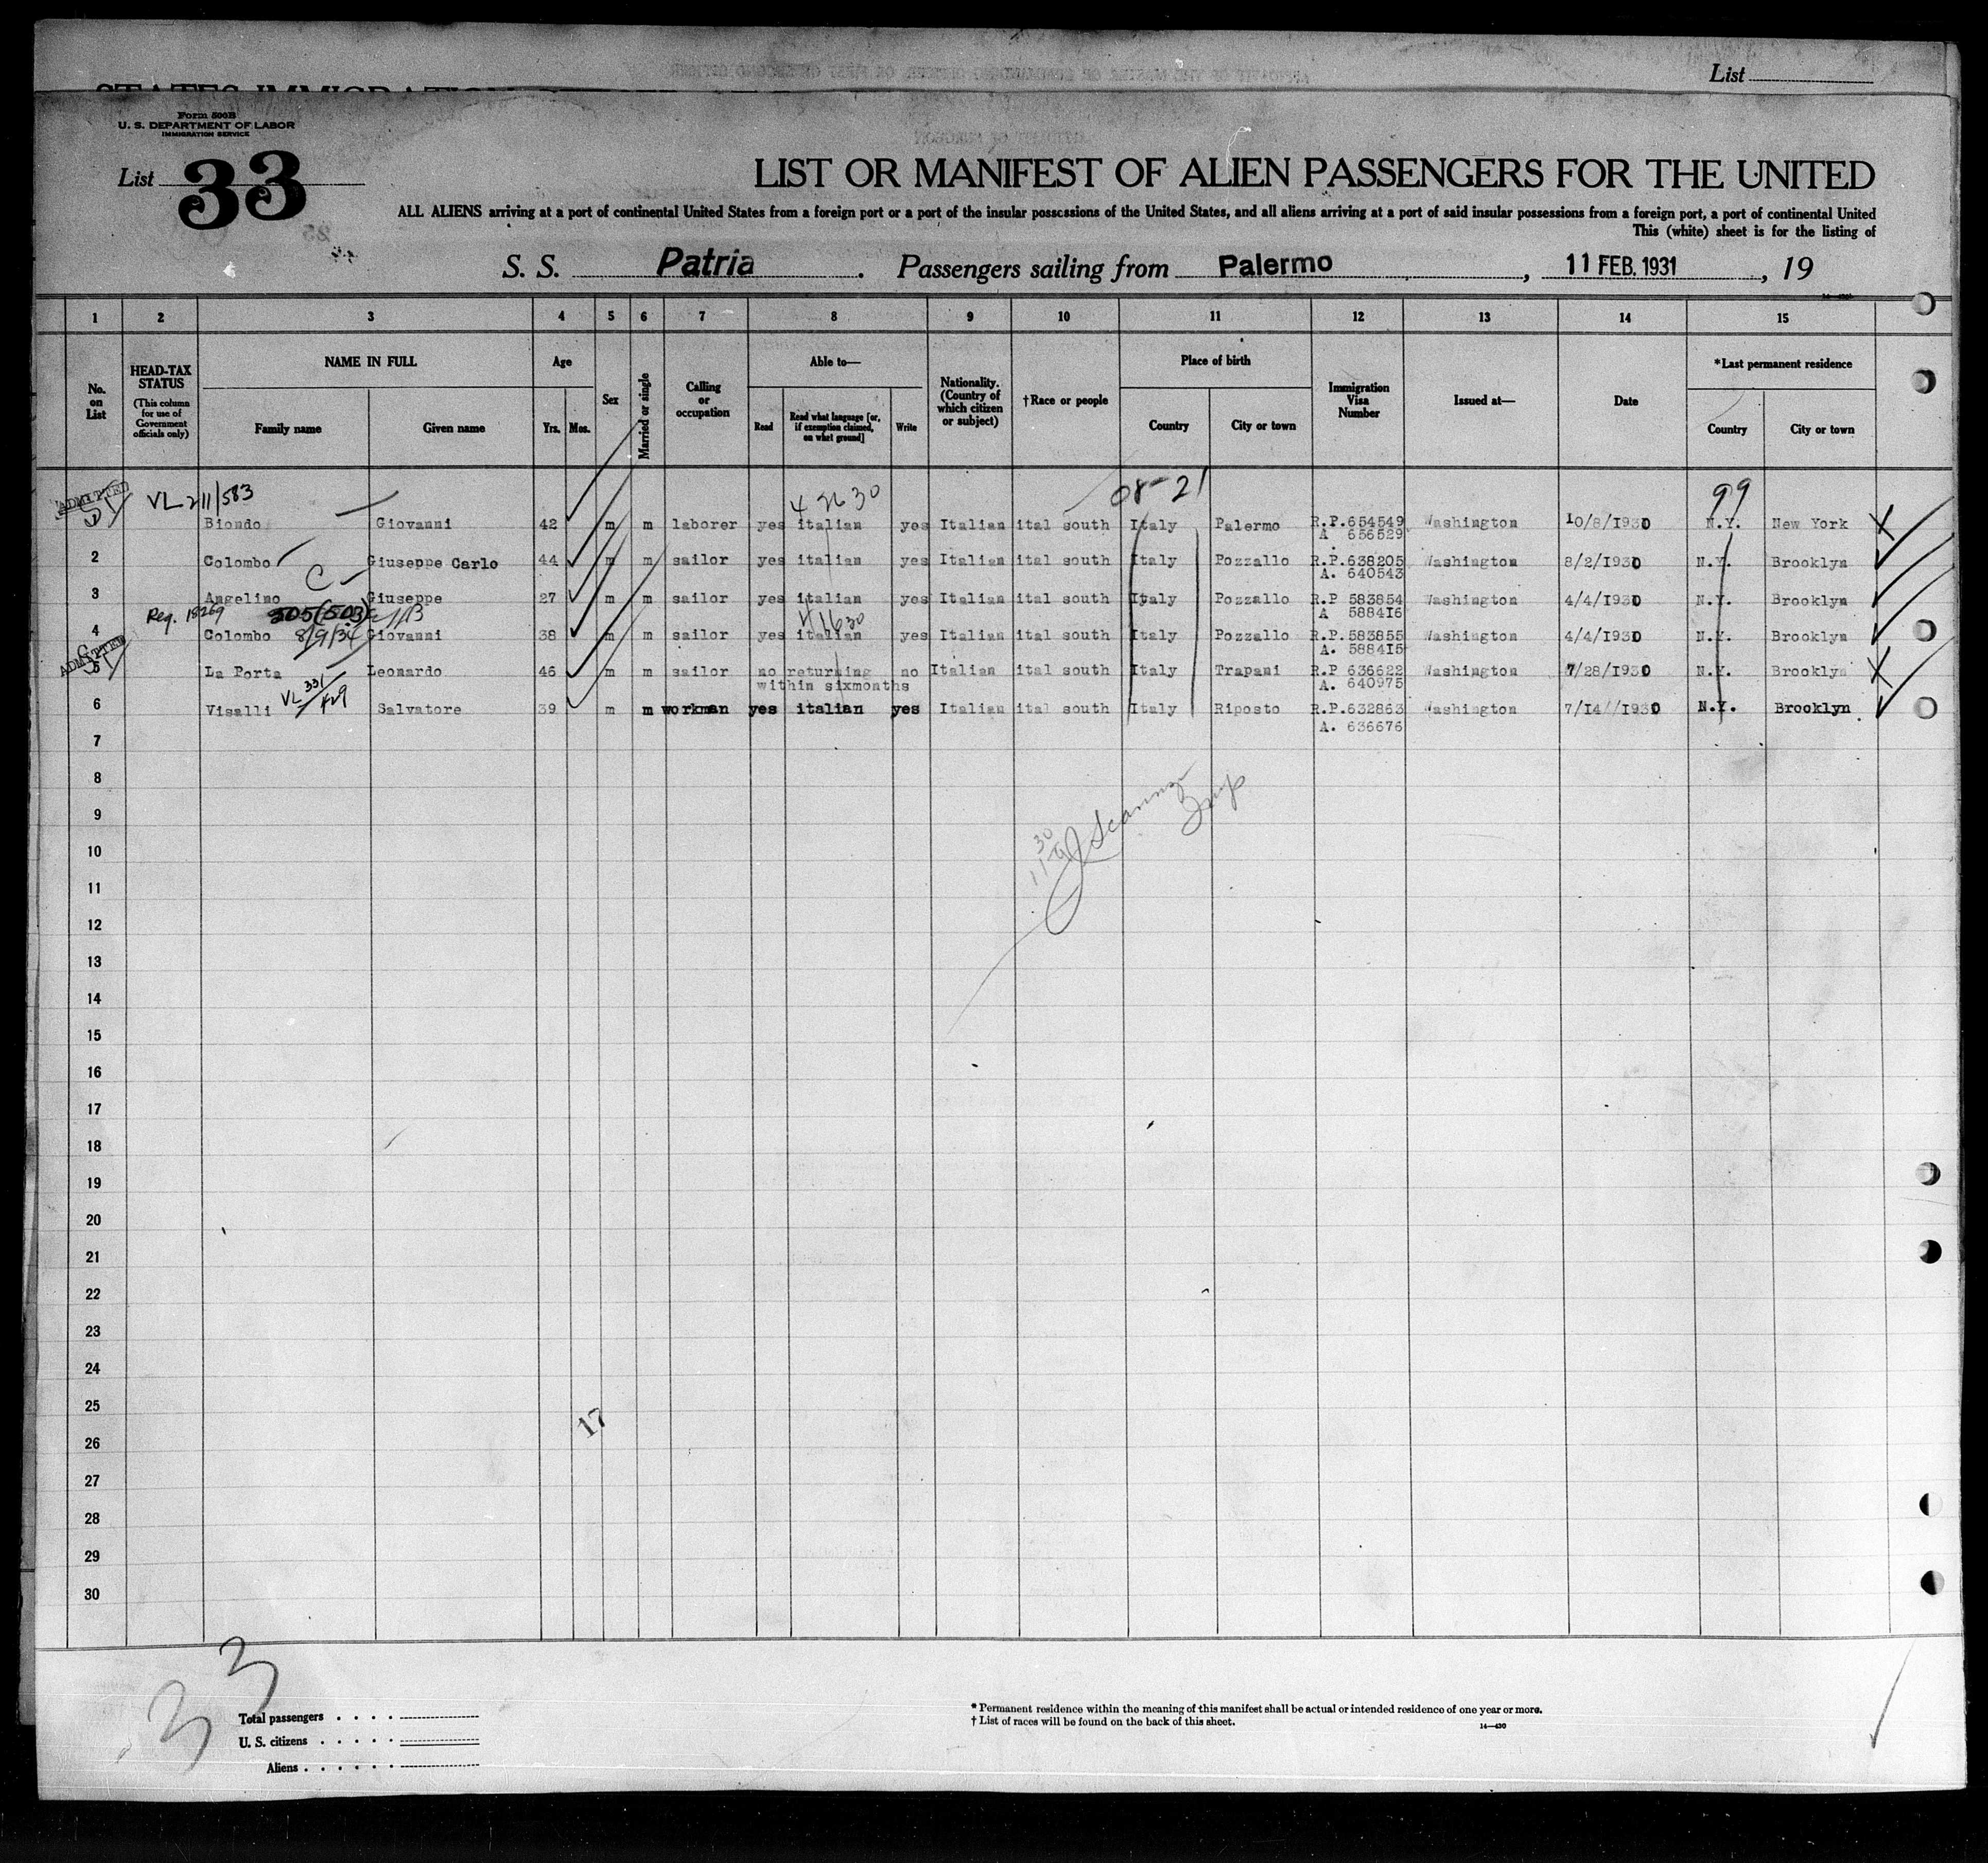 List
Form 500B
U. S. DEPARTMENT OF LABOR
IMMIGRATION SERVICE
List 33
LIST OR MANIFEST OF ALIEN PASSENGERS FOR THE UNITED
ALL ALIENS arriving at a port of continental United States from a foreign port or a port of the insular possessions of the United States, and all aliens arriving at a port of said insular possessions from a foreign port, a port of continental United
This (white) sheet is for the listing of
S. S. Patria. Passengers sailing from Palermo, 11 FEB. 1931, 19
1 2 3 4 5 6 7 8 9 10 11 12 13 14 15
No. on List
HEAD-TAX STATUS
(This column for use of Government officials only)
NAME IN FULL
Family name Given name
Age
Yrs. Mos.
Sex
Married or single
Calling or occupation
Able to—
Read
Read what language [or, if exemption claimed, on what ground]
Write
Nationality. (Country of which citizen or subject)
†Race or people
Place of birth
Country City or town
Immigration Visa Number
Issued at—
Date
*Last permanent residence
Country City or town
ADMITTED VL 211/583 08-21 99
Biondo Giovanni 42 m m laborer yes italian yes Italian ital south Italy Palermo R.P.654549 Washington 10/8/1930 N.Y. New York
A 656529
2 Colombo Giuseppe Carlo 44 m m sailor yes italian yes Italian ital south Italy Pozzallo R.P.638205 Washington 8/2/1930 N.Y. Brooklyn
A. 640543
C
3 Angelino Giuseppe 27 m m sailor yes italian yes Italian ital south Italy Pozzallo R.P 583854 Washington 4/4/1930 N.Y. Brooklyn
A 588416
Reg. 18269 505(503)
4 Colombo 8/9/34 Giovanni 38 m m sailor yes italian yes Italian ital south Italy Pozzallo R.P.583855 Washington 4/4/1930 N.Y. Brooklyn
A. 588415
ADMITTED
5 La Porta Leonardo 46 m m sailor no returning no Italian ital south Italy Trapani R.P 636622 Washington 7/28/1930 N.Y. Brooklyn
within sixmonths
A. 640975
VL 331/429
6 Visalli Salvatore 39 m m workman yes italian yes Italian ital south Italy Riposto R.P.632863 Washington 7/14//1930 N.Y. Brooklyn
A. 636676
7
8
9
10
11
12
13
14
15
16
17
18
19
20
21
22
23
24
25
17
26
27
28
29
30
33
Total passengers
U. S. citizens
Aliens
* Permanent residence within the meaning of this manifest shall be actual or intended residence of one year or more.
† List of races will be found on the back of this sheet.
14—430